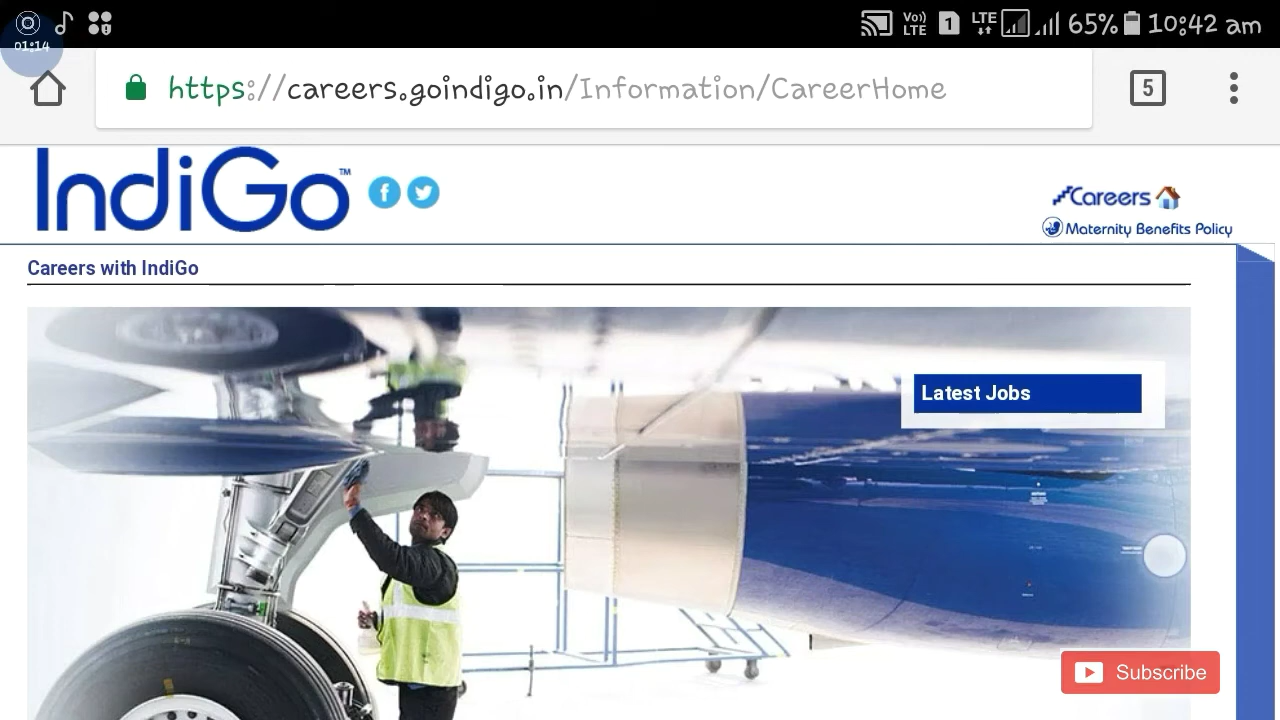 01:14
Vo)) LTE 1 LTE 65% 10:42 am
https://careers.goindigo.in/Information/CareerHome
5
IndiGo™
Careers
Maternity Benefits Policy
Careers with IndiGo
Latest Jobs
Subscribe